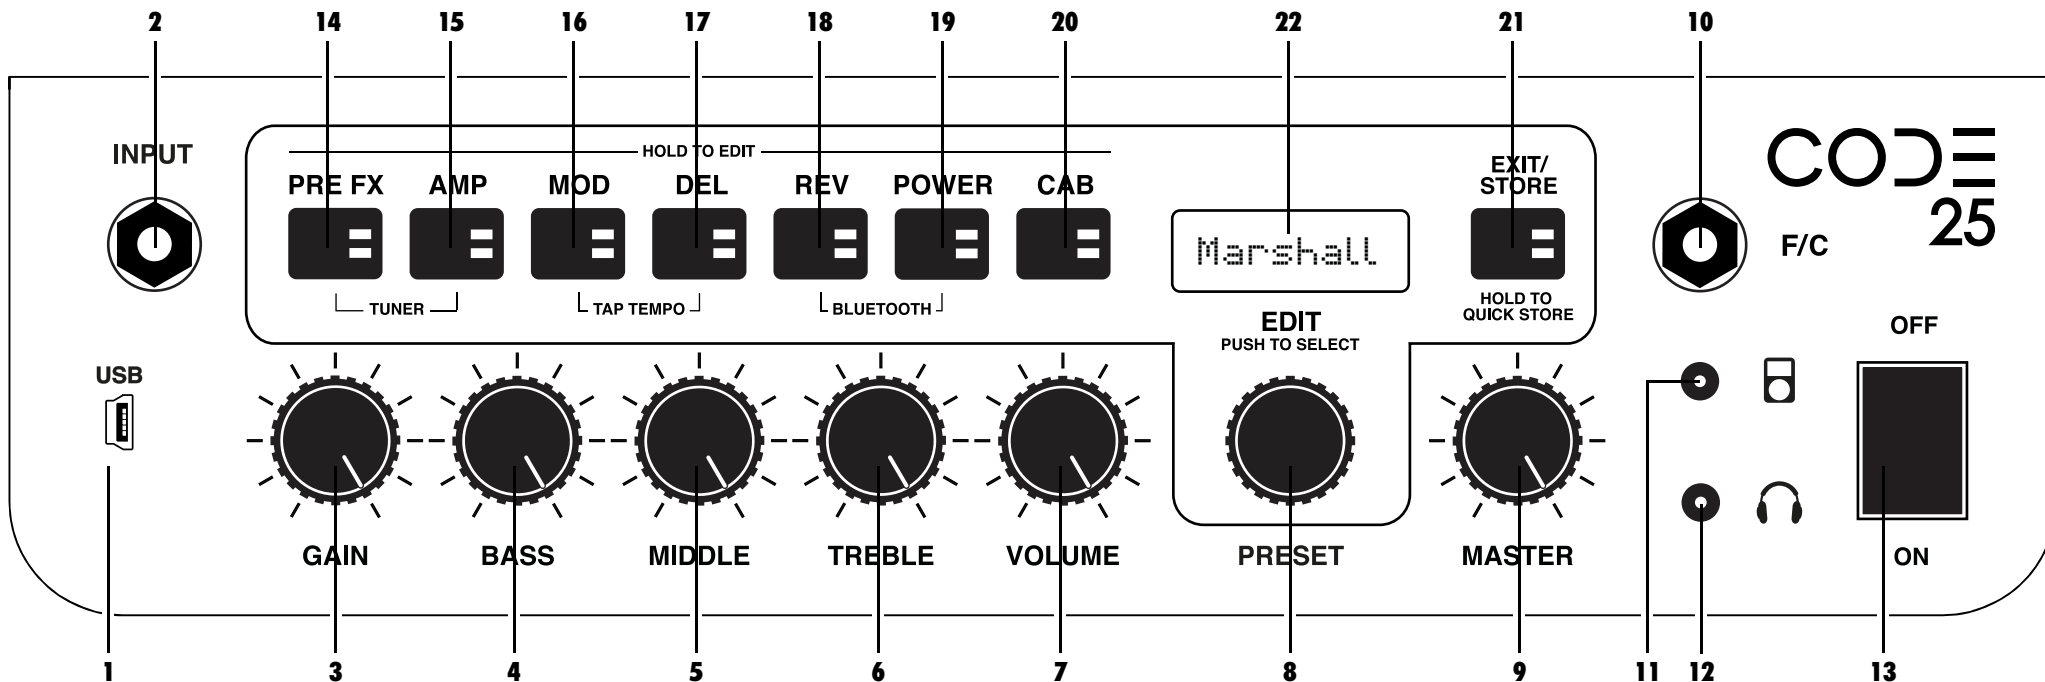 2 14 15 16 17 18 19 20 22 21 10
HOLD TO EDIT
INPUT
PRE FX AMP MOD DEL REV POWER CAB
EXIT/
STORE
CODE
25
Marshall
F/C
TUNER TAP TEMPO BLUETOOTH
HOLD TO
QUICK STORE
EDIT
PUSH TO SELECT
OFF
USB
GAIN BASS MIDDLE TREBLE VOLUME PRESET MASTER
ON
1 3 4 5 6 7 8 9 11 12 13